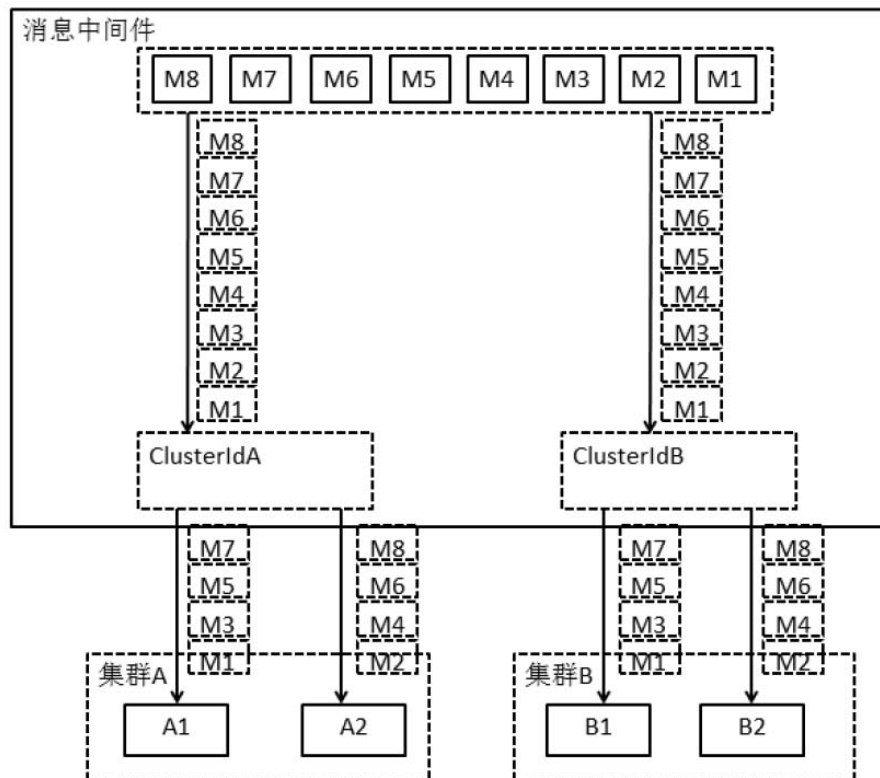 消息中间件
M8 M7 M6 M5 M4 M3 M2 M1
M8 M8
M7 M7
M6 M6
M5 M5
M4 M4
M3 M3
M2 M2
M1 M1
ClusterIdA ClusterIdB
M7 M8 M7 M8
M5 M6 M5 M6
M3 M4 M3 M4
M1 M2 M1 M2
集群A 集群B
A1 A2 B1 B2